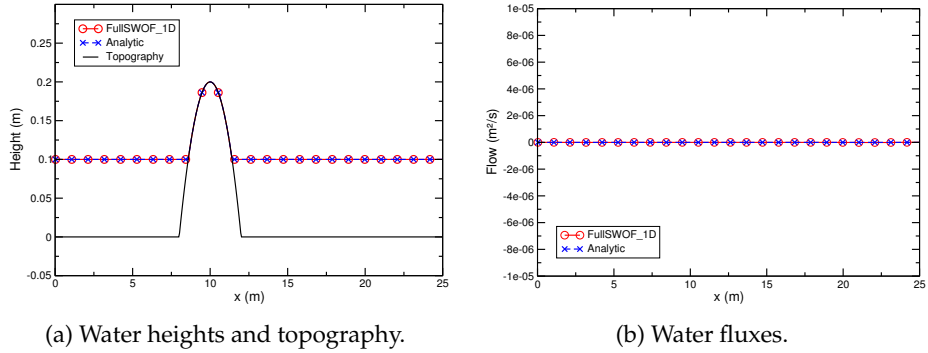 FullSWOF_1D
Analytic
Topography
0.25
0.2
0.15
0.1
0.05
0
-0.05
Height (m)
0 5 10 15 20 25
x (m)
(a) Water heights and topography.
1e-05
8e-06
6e-06
4e-06
2e-06
0
-2e-06
-4e-06
-6e-06
-8e-06
-1e-05
Flow (m²/s)
FullSWOF_1D
Analytic
0 5 10 15 20 25
x (m)
(b) Water fluxes.